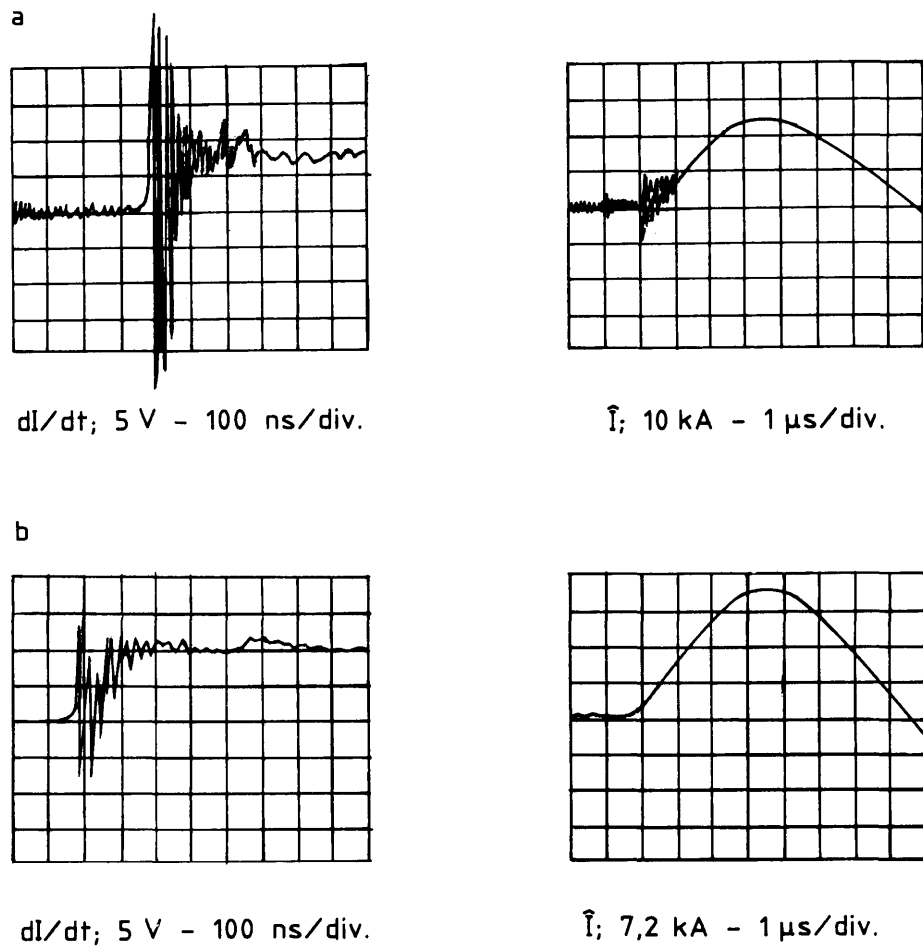 a
dI/dt; 5 V - 100 ns/div.
Î; 10 kA - 1 µs/div.
b
dI/dt; 5 V - 100 ns/div.
Î; 7,2 kA - 1 µs/div.